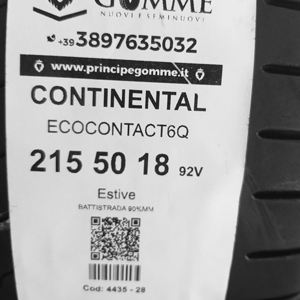 GOMME
NUOVI E SEMINUOVI
+39 3897635032
www.principegomme.it
CONTINENTAL
ECOCONTACT6Q
215 50 18 92V
Estive
BATTISTRADA 90%MM
Cod: 4435 - 28